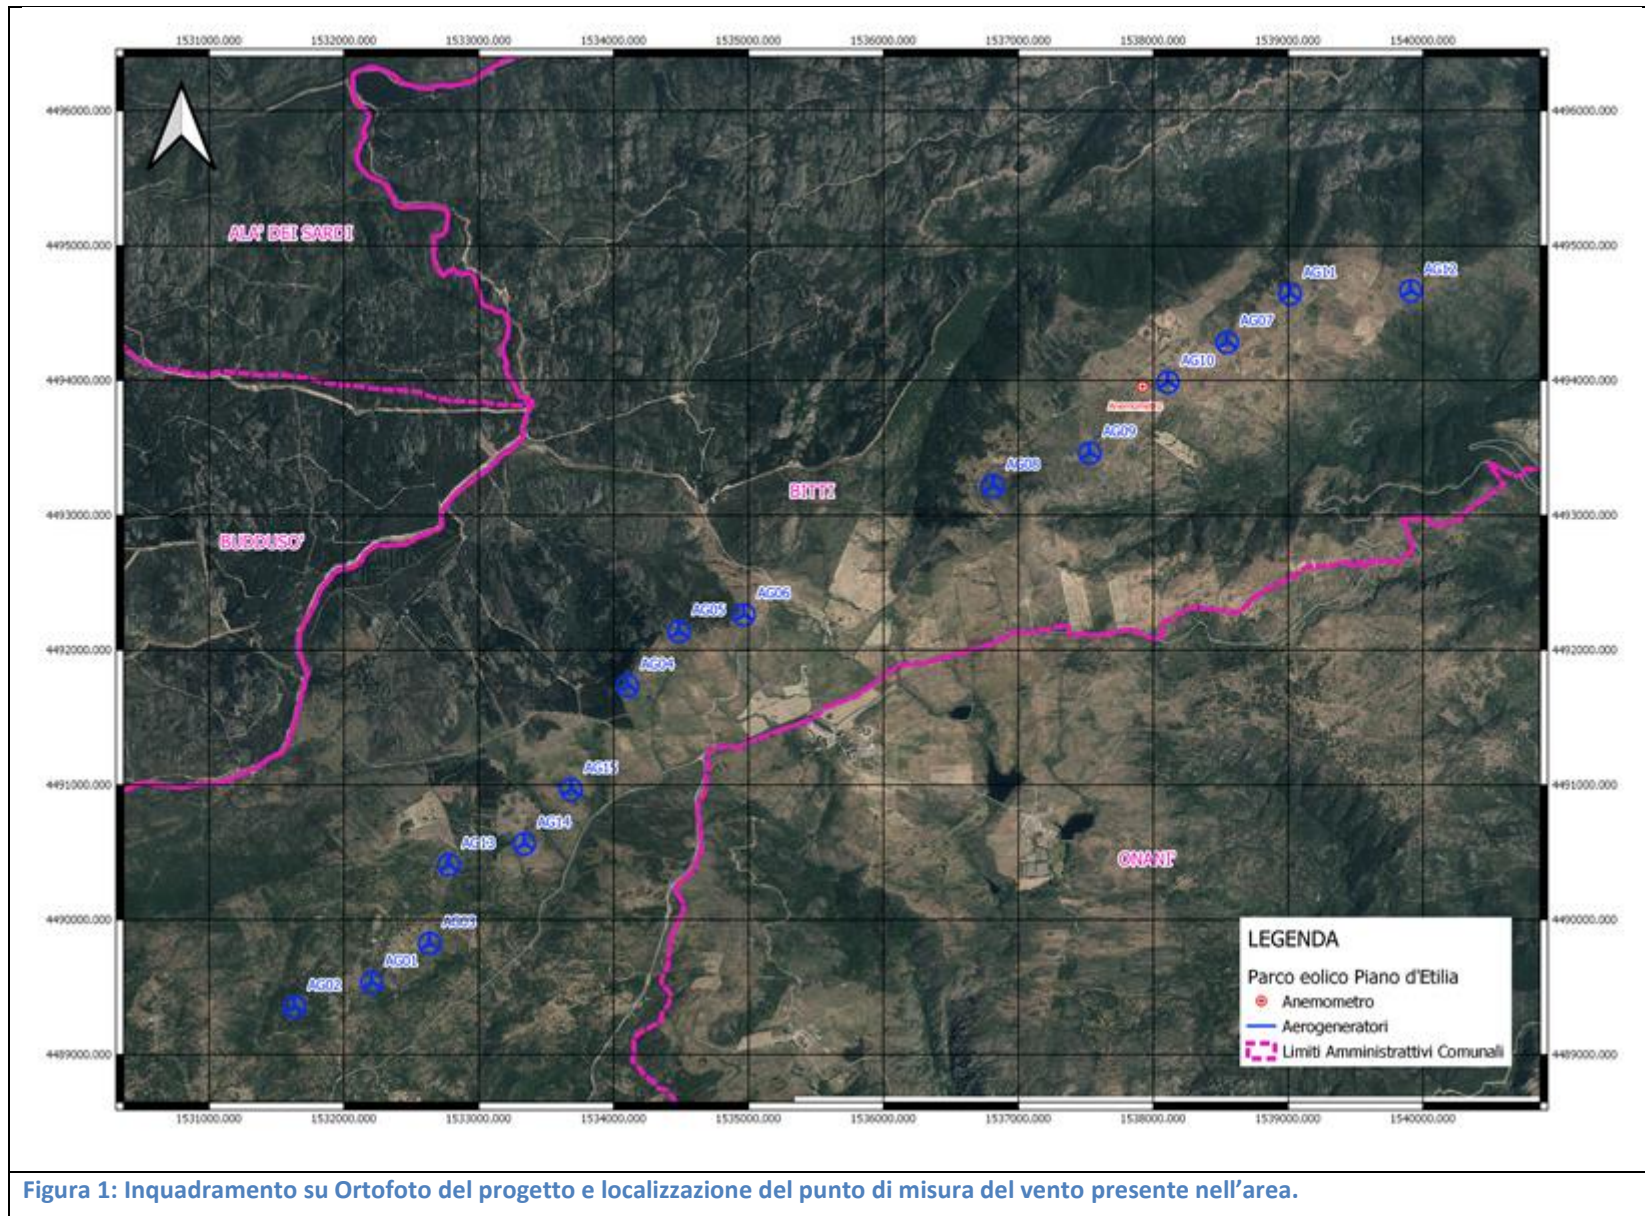 1531000.000 1532000.000 1533000.000 1534000.000 1535000.000 1536000.000 1537000.000 1538000.000 1539000.000 1540000.000
4496000.000 4496000.000
ALA' DEI SARDI
4495000.000 4495000.000
AG11 AG12
AG07
AG10
4494000.000 4494000.000
Anemometro
AG09
AG08
BITTI
4493000.000 4493000.000
BUDDUSO'
AG06
AG05
4492000.000 4492000.000
AG04
AG15
4491000.000 4491000.000
AG14
AG13
ONANI'
4490000.000 4490000.000
AG03
AG01
AG02
4489000.000 4489000.000
LEGENDA
Parco eolico Piano d'Etilia
Anemometro
Aerogeneratori
Limiti Amministrattivi Comunali
1531000.000 1532000.000 1533000.000 1534000.000 1535000.000 1536000.000 1537000.000 1538000.000 1539000.000 1540000.000
Figura 1: Inquadramento su Ortofoto del progetto e localizzazione del punto di misura del vento presente nell'area.